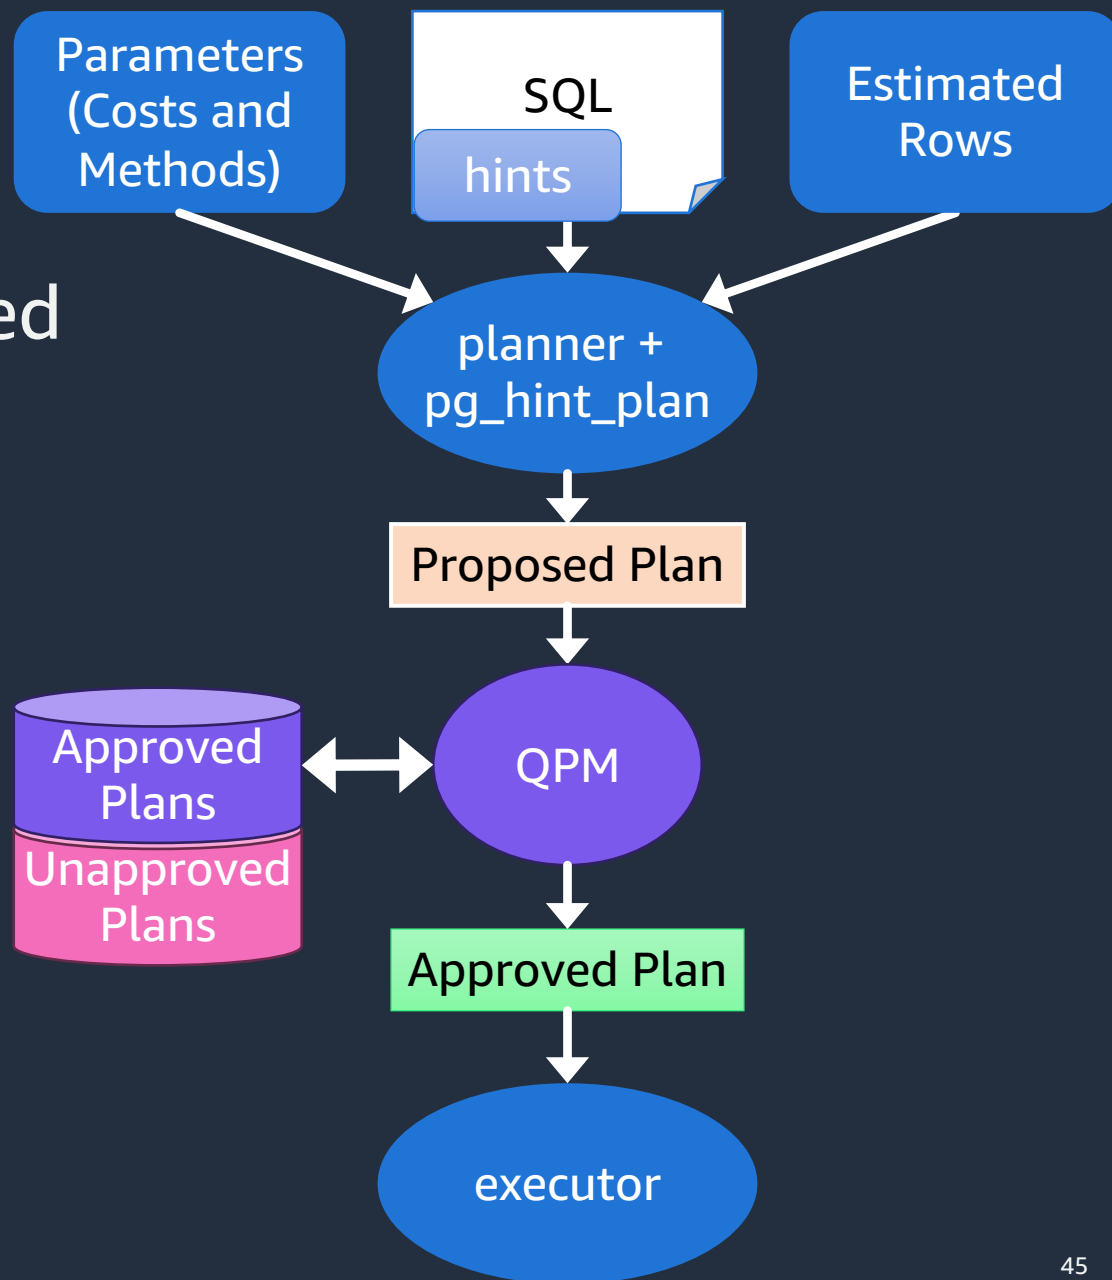 Parameters
(Costs and
Methods)
SQL
hints
Estimated
Rows
planner +
pg_hint_plan
Proposed Plan
Approved
Plans
QPM
Unapproved
Plans
Approved Plan
executor
45